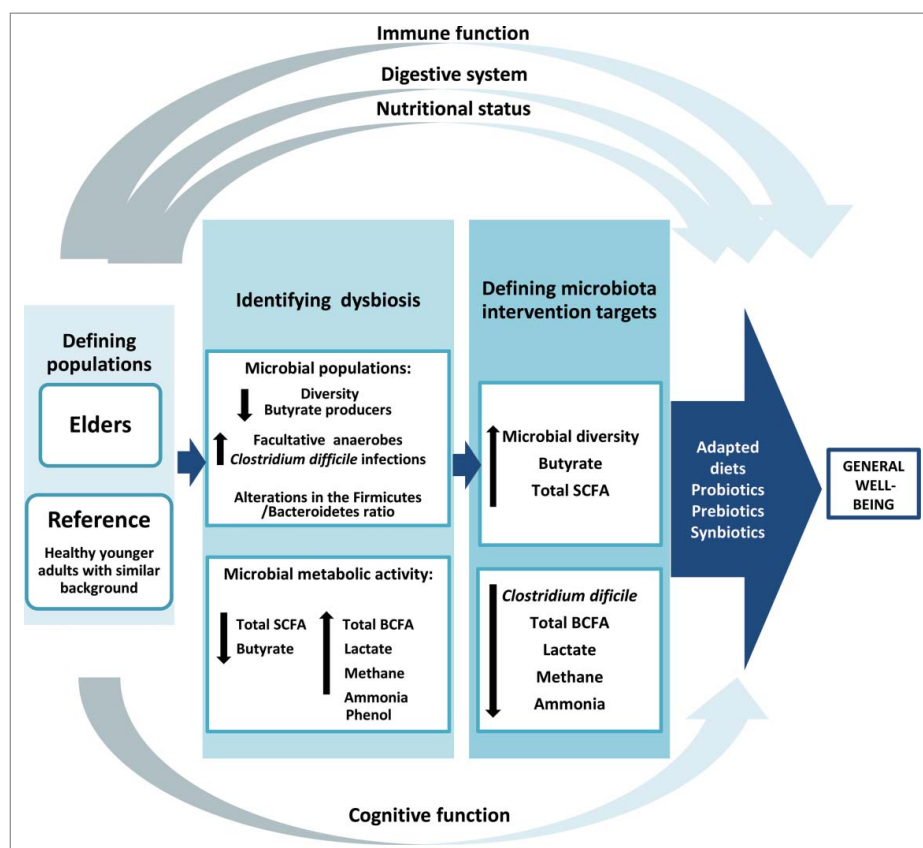 Immune function
Digestive system
Nutritional status
Defining
populations
Elders
Reference
Healthy younger
adults with similar
background
Identifying dysbiosis
Microbial populations:
Diversity
Butyrate producers
Facultative anaerobes
Clostridium difficile infections
Alterations in the Firmicutes
/Bacteroidetes ratio
Microbial metabolic activity:
Total SCFA
Butyrate
Total BCFA
Lactate
Methane
Ammonia
Phenol
Defining microbiota
intervention targets
Microbial diversity
Butyrate
Total SCFA
Clostridium dificile
Total BCFA
Lactate
Methane
Ammonia
Adapted
diets
Probiotics
Prebiotics
Synbiotics
GENERAL
WELL-
BEING
Cognitive function